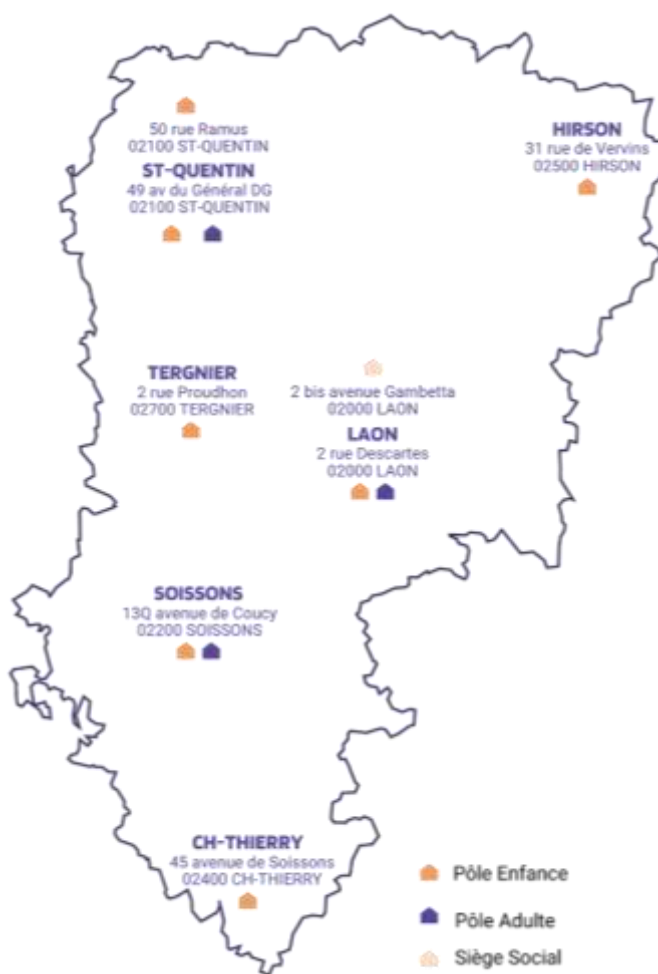 50 rue Ramus
02100 ST-QUENTIN
ST-QUENTIN
49 av du Général DG
02100 ST-QUENTIN
HIRSON
31 rue de Vervins
02500 HIRSON
TERGNIER
2 rue Proudhon
02700 TERGNIER
2 bis avenue Gambetta
02000 LAON
LAON
2 rue Descartes
02000 LAON
SOISSONS
13Q avenue de Coucy
02200 SOISSONS
CH-THIERRY
45 avenue de Soissons
02400 CH-THIERRY
Pôle Enfance
Pôle Adulte
Siège Social